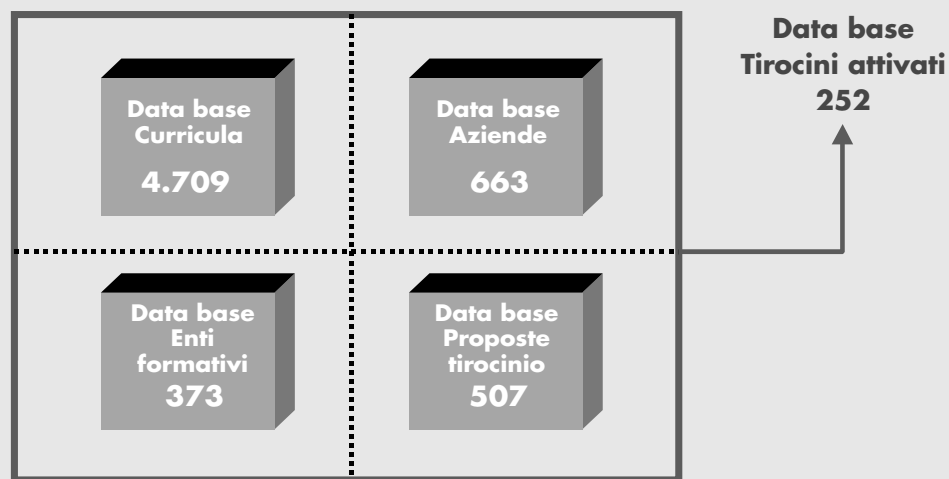 Data base
Curricula
4.709
Data base
Aziende
663
Data base
Tirocini attivati
252
Data base
Enti
formativi
373
Data base
Proposte
tirocinio
507